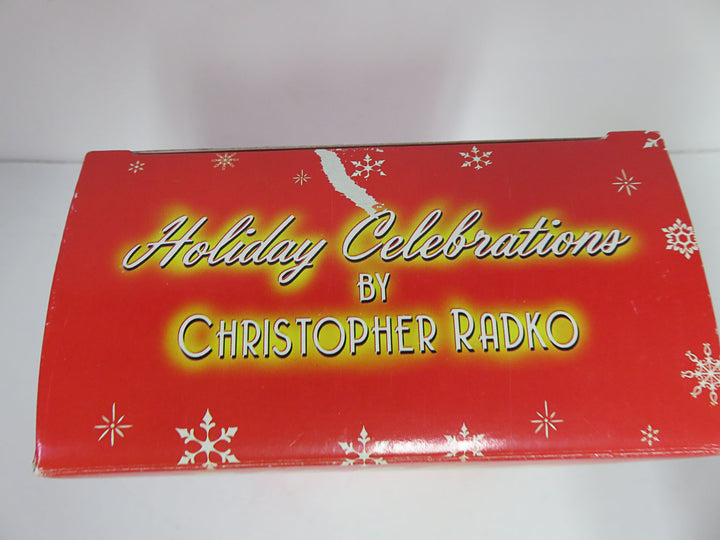 Holiday Celebrations
BY
CHRISTOPHER RADKO